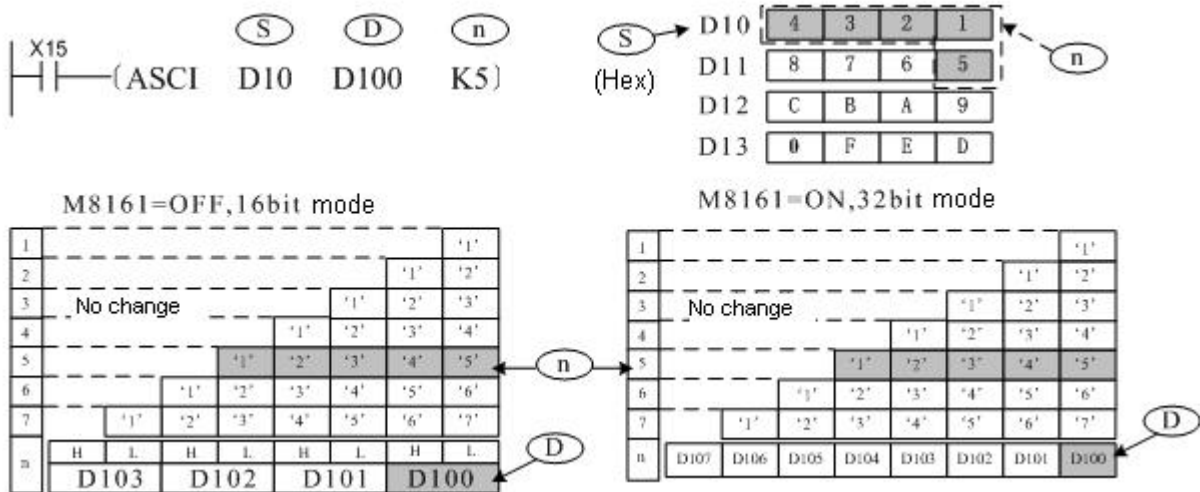 S D n
X15
(ASCI D10 D100 K5)
S
(Hex)
D10 4 3 2 1
D11 8 7 6 5
D12 C B A 9
D13 0 F E D
n
M8161=OFF,16bit mode
1 '1'
2 '1' '2'
3 No change '1' '2' '3'
4 '1' '2' '3' '4'
5 '1' '2' '3' '4' '5'
6 '1' '2' '3' '4' '5' '6'
7 '1' '2' '3' '4' '5' '6' '7'
n H L H L H L H L
D103 D102 D101 D100
n
D
M8161=ON,32bit mode
1 '1'
2 '1' '2'
3 No change '1' '2' '3'
4 '1' '2' '3' '4'
5 '1' '2' '3' '4' '5'
6 '1' '2' '3' '4' '5' '6'
7 '1' '2' '3' '4' '5' '6' '7'
n D107 D106 D105 D104 D103 D102 D101 D100
D